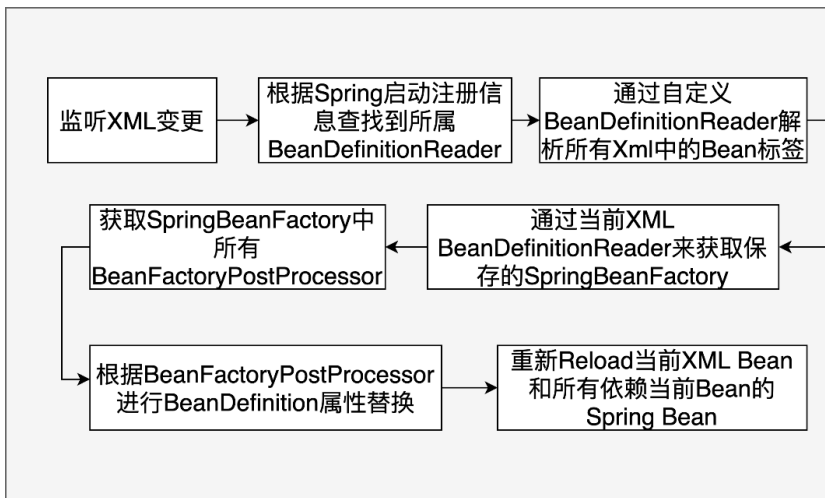 监听XML变更
根据Spring启动注册信
息查找到所属
BeanDefinitionReader
通过自定义
BeanDefinitionReader解
析所有Xml中的Bean标签
获取SpringBeanFactory中
所有
BeanFactoryPostProcessor
通过当前XML
BeanDefinitionReader来获取保
存的SpringBeanFactory
根据BeanFactoryPostProcessor
进行BeanDefinition属性替换
重新Reload当前XML Bean
和所有依赖当前Bean的
Spring Bean